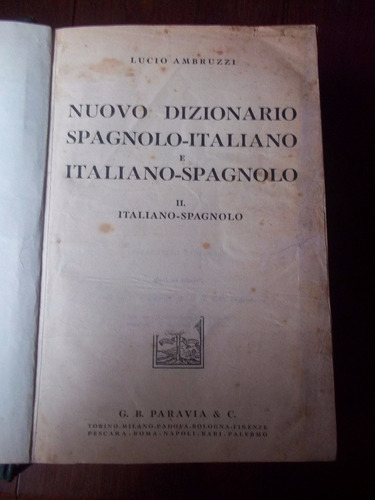 LUCIO AMBRUZZI
NUOVO DIZIONARIO
SPAGNOLO-ITALIANO
E
ITALIANO-SPAGNOLO
II.
ITALIANO-SPAGNOLO
G. B. PARAVIA & C.
TORINO-MILANO-PADOVA-BOLOGNA-FIRENZE
PESCARA-ROMA-NAPOLI-BARI-PALERMO